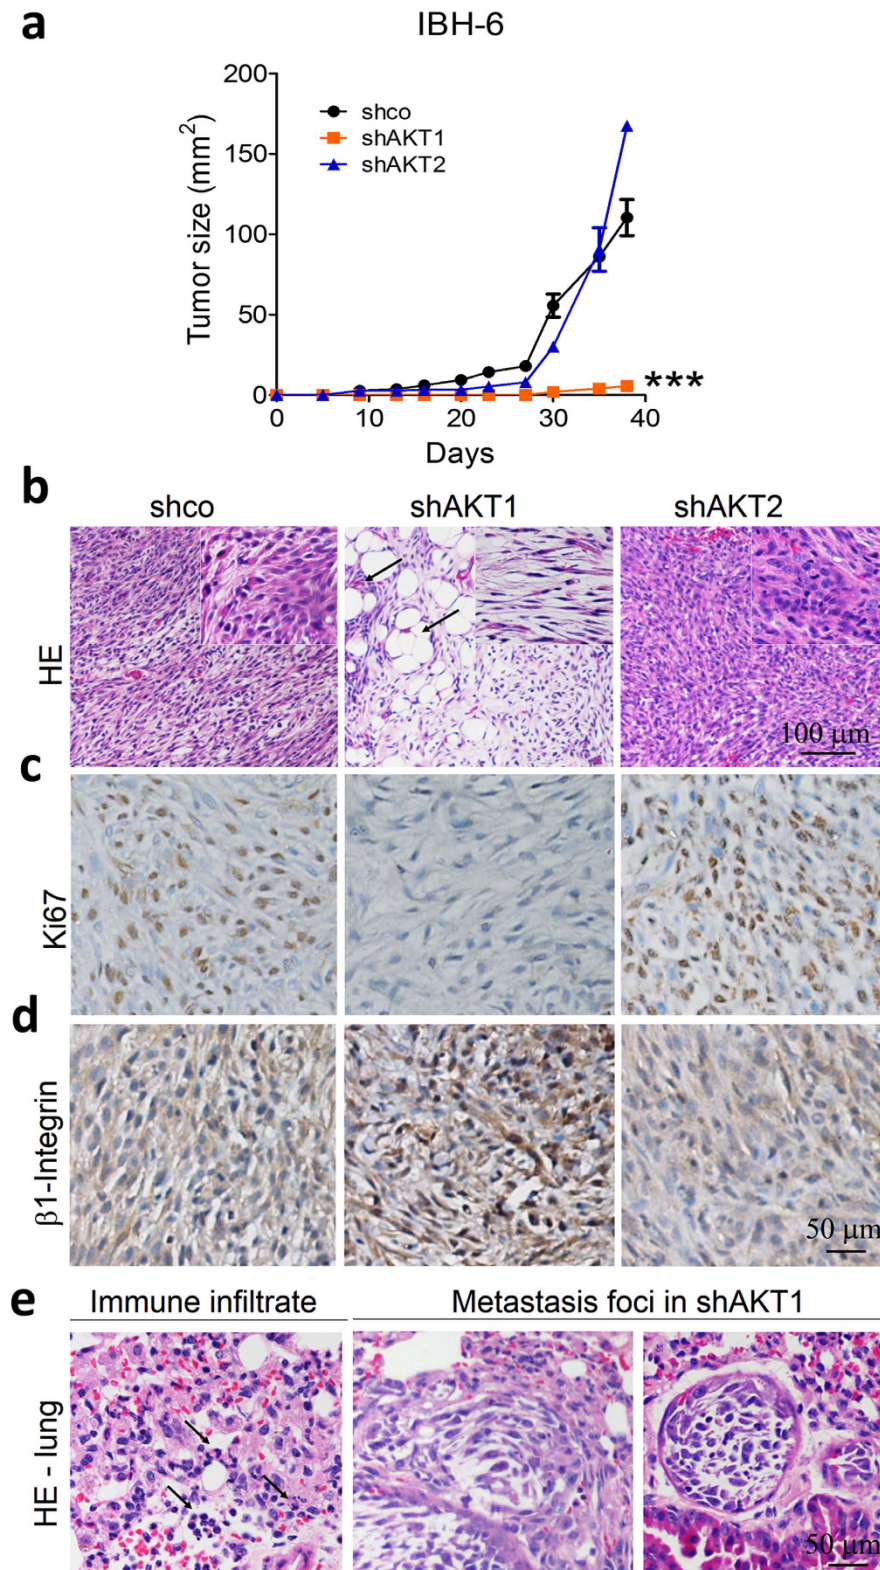 a
IBH-6
Tumor size (mm²)
200
150
100
50
0
shco
shAKT1
shAKT2
***
0 10 20 30 40
Days
b
shco shAKT1 shAKT2
HE
100 µm
c
Ki67
d
β1-Integrin
50 µm
e
Immune infiltrate Metastasis foci in shAKT1
HE - lung
50 µm